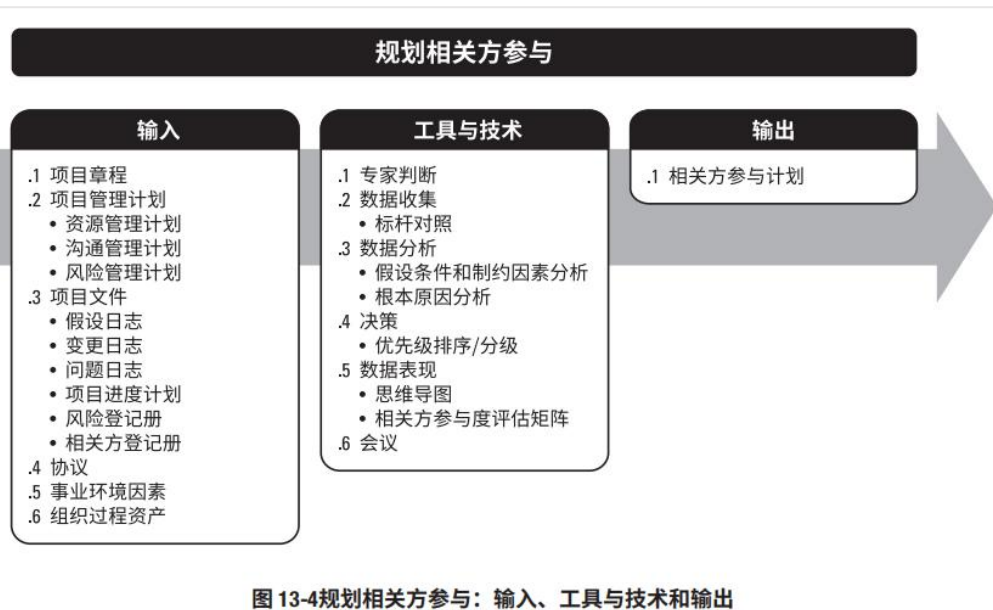 规划相关方参与
输入
.1 项目章程
.2 项目管理计划
• 资源管理计划
• 沟通管理计划
• 风险管理计划
.3 项目文件
• 假设日志
• 变更日志
• 问题日志
• 项目进度计划
• 风险登记册
• 相关方登记册
.4 协议
.5 事业环境因素
.6 组织过程资产
工具与技术
.1 专家判断
.2 数据收集
• 标杆对照
.3 数据分析
• 假设条件和制约因素分析
• 根本原因分析
.4 决策
• 优先级排序/分级
.5 数据表现
• 思维导图
• 相关方参与度评估矩阵
.6 会议
输出
.1 相关方参与计划
图 13-4规划相关方参与：输入、工具与技术和输出